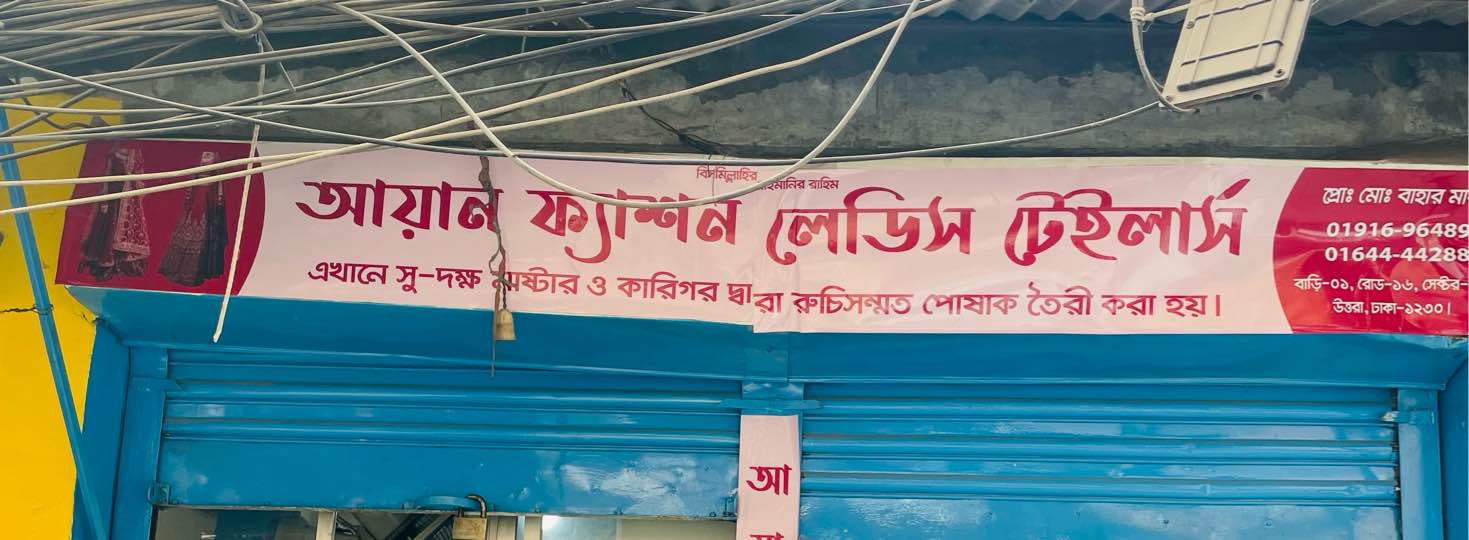 বিসমিল্লাহির রাহমানির রাহিম
আয়ান ফ্যাশন লেডিস টেইলার্স
এখানে সু-দক্ষ মাষ্টার ও কারিগর দ্বারা রুচিসম্মত পোষাক তৈরী করা হয়।
প্রোঃ মোঃ বাহার
01916-96489
01644-44288
বাড়ি-০১, রোড-১৬, সেক্টর-
উত্তরা, ঢাকা-১২৩০।
আ